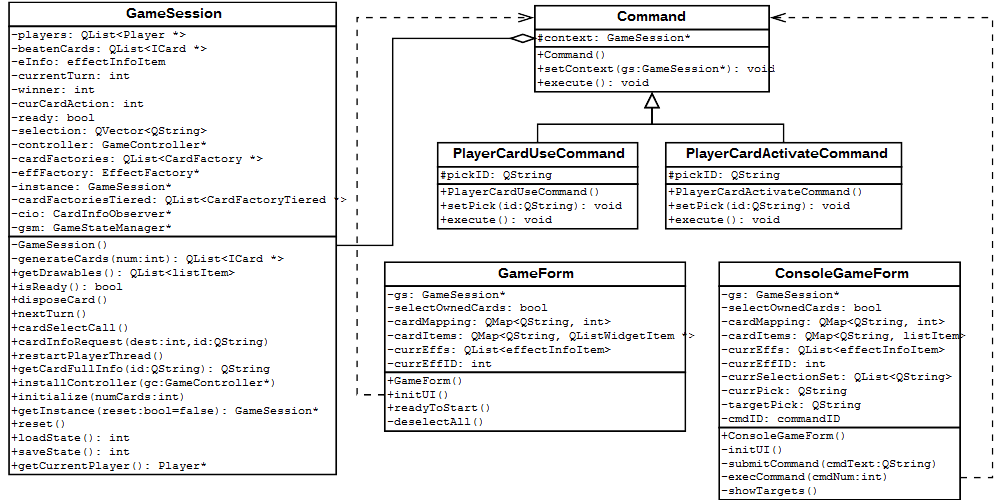 GameSession
-players: QList<Player *>
-beatenCards: QList<ICard *>
-eInfo: effectInfoItem
-currentTurn: int
-winner: int
-curCardAction: int
-ready: bool
-selection: QVector<QString>
-controller: GameController*
-cardFactories: QList<CardFactory *>
-effFactory: EffectFactory*
-instance: GameSession*
-cardFactoriesTiered: QList<CardFactoryTiered *>
-cio: CardInfoObserver*
-gsm: GameStateManager*
-GameSession()
-generateCards(num:int): QList<ICard *>
+getDrawables(): QList<listItem>
+isReady(): bool
+disposeCard()
+nextTurn()
+cardSelectCall()
+cardInfoRequest(dest:int,id:QString)
+restartPlayerThread()
+getCardFullInfo(id:QString): QString
+installController(gc:GameController*)
+initialize(numCards:int)
+getInstance(reset:bool=false): GameSession*
+reset()
+loadState(): int
+saveState(): int
+getCurrentPlayer(): Player*
Command
#context: GameSession*
+Command()
+setContext(gs:GameSession*): void
+execute(): void
PlayerCardUseCommand
#pickID: QString
+PlayerCardUseCommand()
+setPick(id:QString): void
+execute(): void
PlayerCardActivateCommand
#pickID: QString
+PlayerCardActivateCommand()
+setPick(id:QString): void
+execute(): void
GameForm
-gs: GameSession*
-selectOwnedCards: bool
-cardMapping: QMap<QString, int>
-cardItems: QMap<QString, QListWidgetItem *>
-currEffs: QList<effectInfoItem>
-currEffID: int
+GameForm()
+initUI()
+readyToStart()
-deselectAll()
ConsoleGameForm
-gs: GameSession*
-selectOwnedCards: bool
-cardMapping: QMap<QString, int>
-cardItems: QMap<QString, listItem>
-currEffs: QList<effectInfoItem>
-currEffID: int
-currSelectionSet: QList<QString>
-currPick: QString
-targetPick: QString
-cmdID: commandID
+ConsoleGameForm()
-initUI()
-submitCommand(cmdText:QString)
-execCommand(cmdNum:int)
-showTargets()